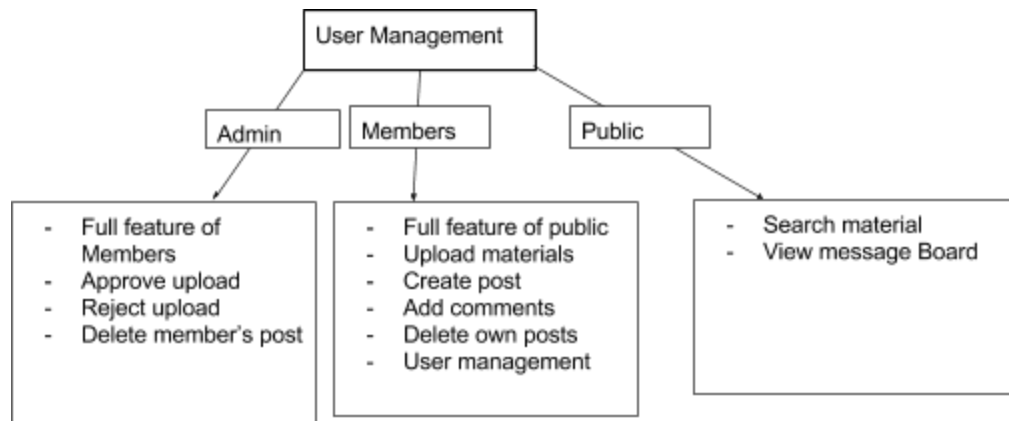 User Management
Admin
Members
Public
- Full feature of
Members
- Approve upload
- Reject upload
- Delete member's post
- Full feature of public
- Upload materials
- Create post
- Add comments
- Delete own posts
- User management
- Search material
- View message Board